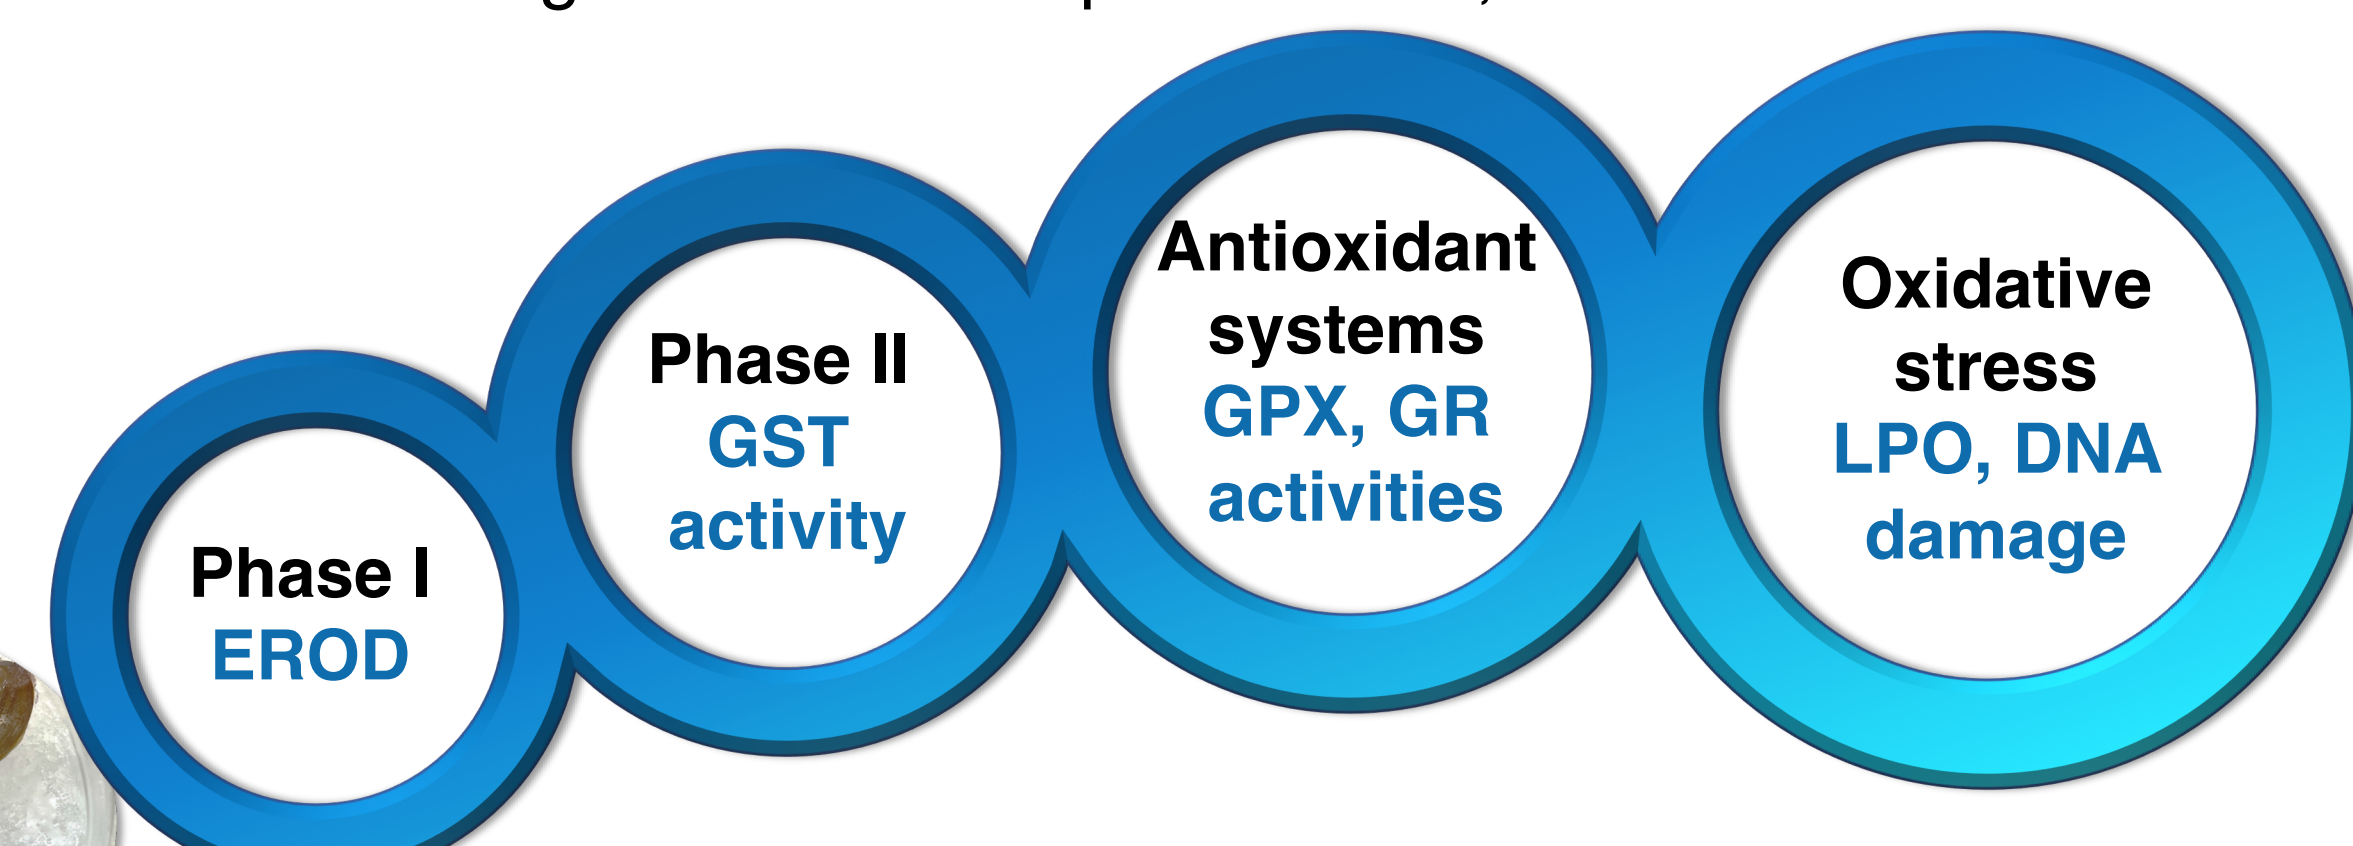 Phase I
EROD
Phase II
GST
activity
Antioxidant
systems
GPX, GR
activities
Oxidative
stress
LPO, DNA
damage